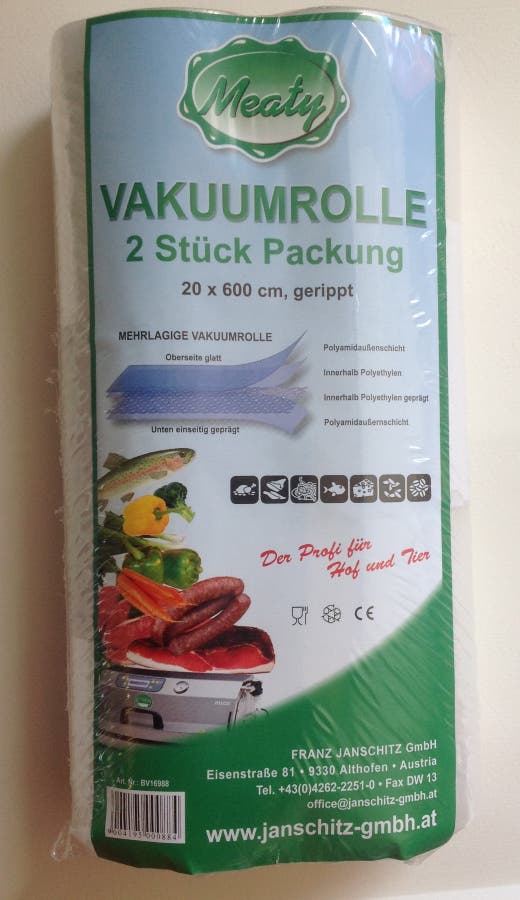 Meaty
VAKUUMROLLE
2 Stück Packung
20 x 600 cm, gerippt
MEHRLAGIGE VAKUUMROLLE
Oberseite glatt
Polyamidaußenschicht
Innerhalb Polyethylen
Innerhalb Polyethylen geprägt
Polyamidaußernschicht
Unten einseitig geprägt
Der Profi für
Hof und Tier
CE
FRANZ JANSCHITZ GmbH
Eisenstraße 81 • 9330 Althofen • Austria
Tel. +43(0)4262-2251-0 • Fax DW 13
office@janschitz-gmbh.at
www.janschitz-gmbh.at
Art. Nr.: BV16988
9004195000884